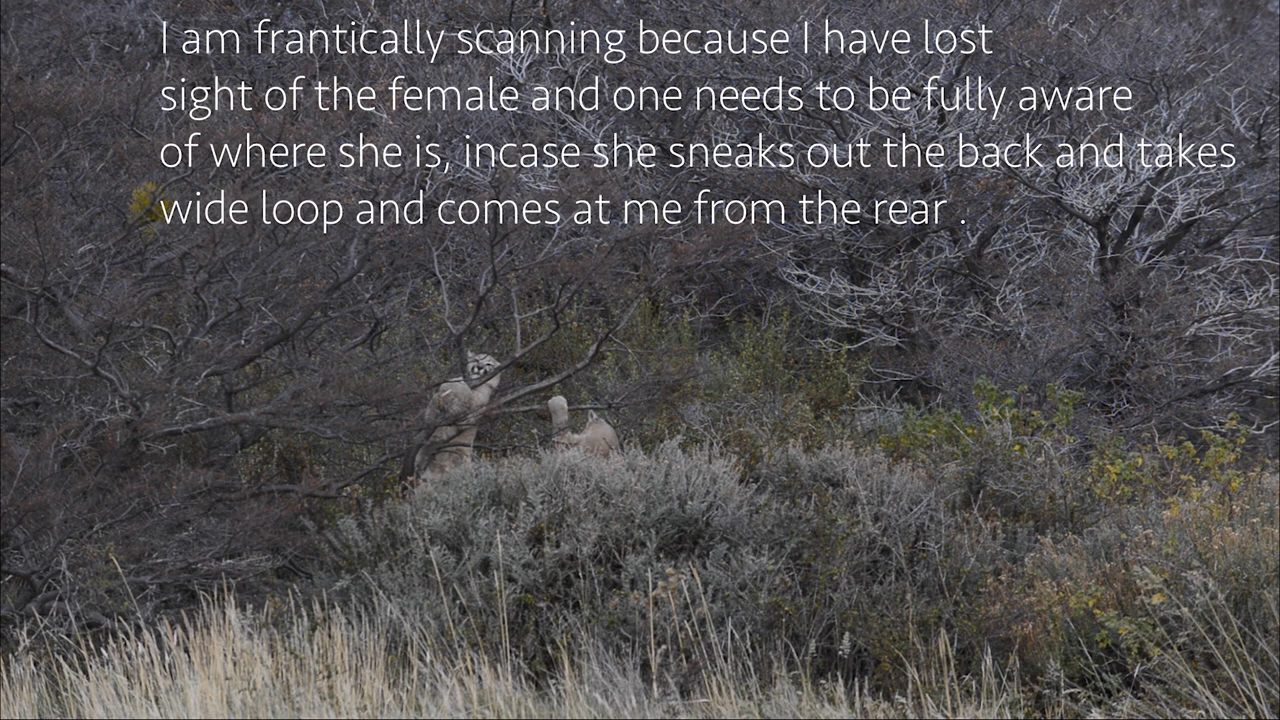 I am frantically scanning because I have lost
sight of the female and one needs to be fully aware
of where she is, incase she sneaks out the back and takes
wide loop and comes at me from the rear .